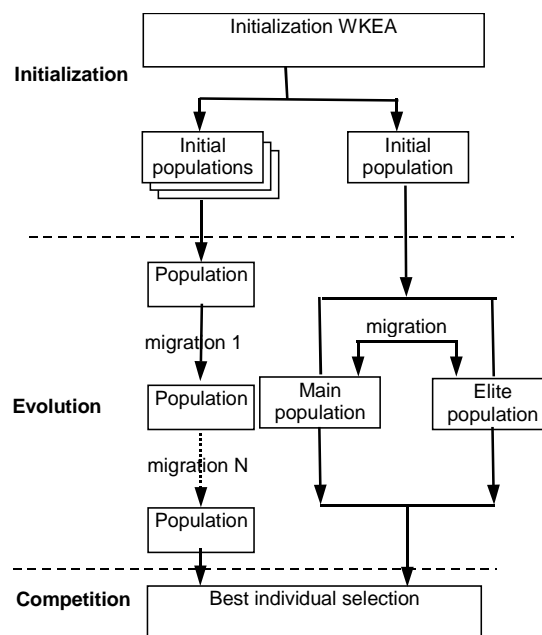 Initialization WKEA
Initialization
Initial
populations
Initial
population
Population
migration 1
migration
Evolution
Population
Main
population
Elite
population
migration N
Population
Competition
Best individual selection